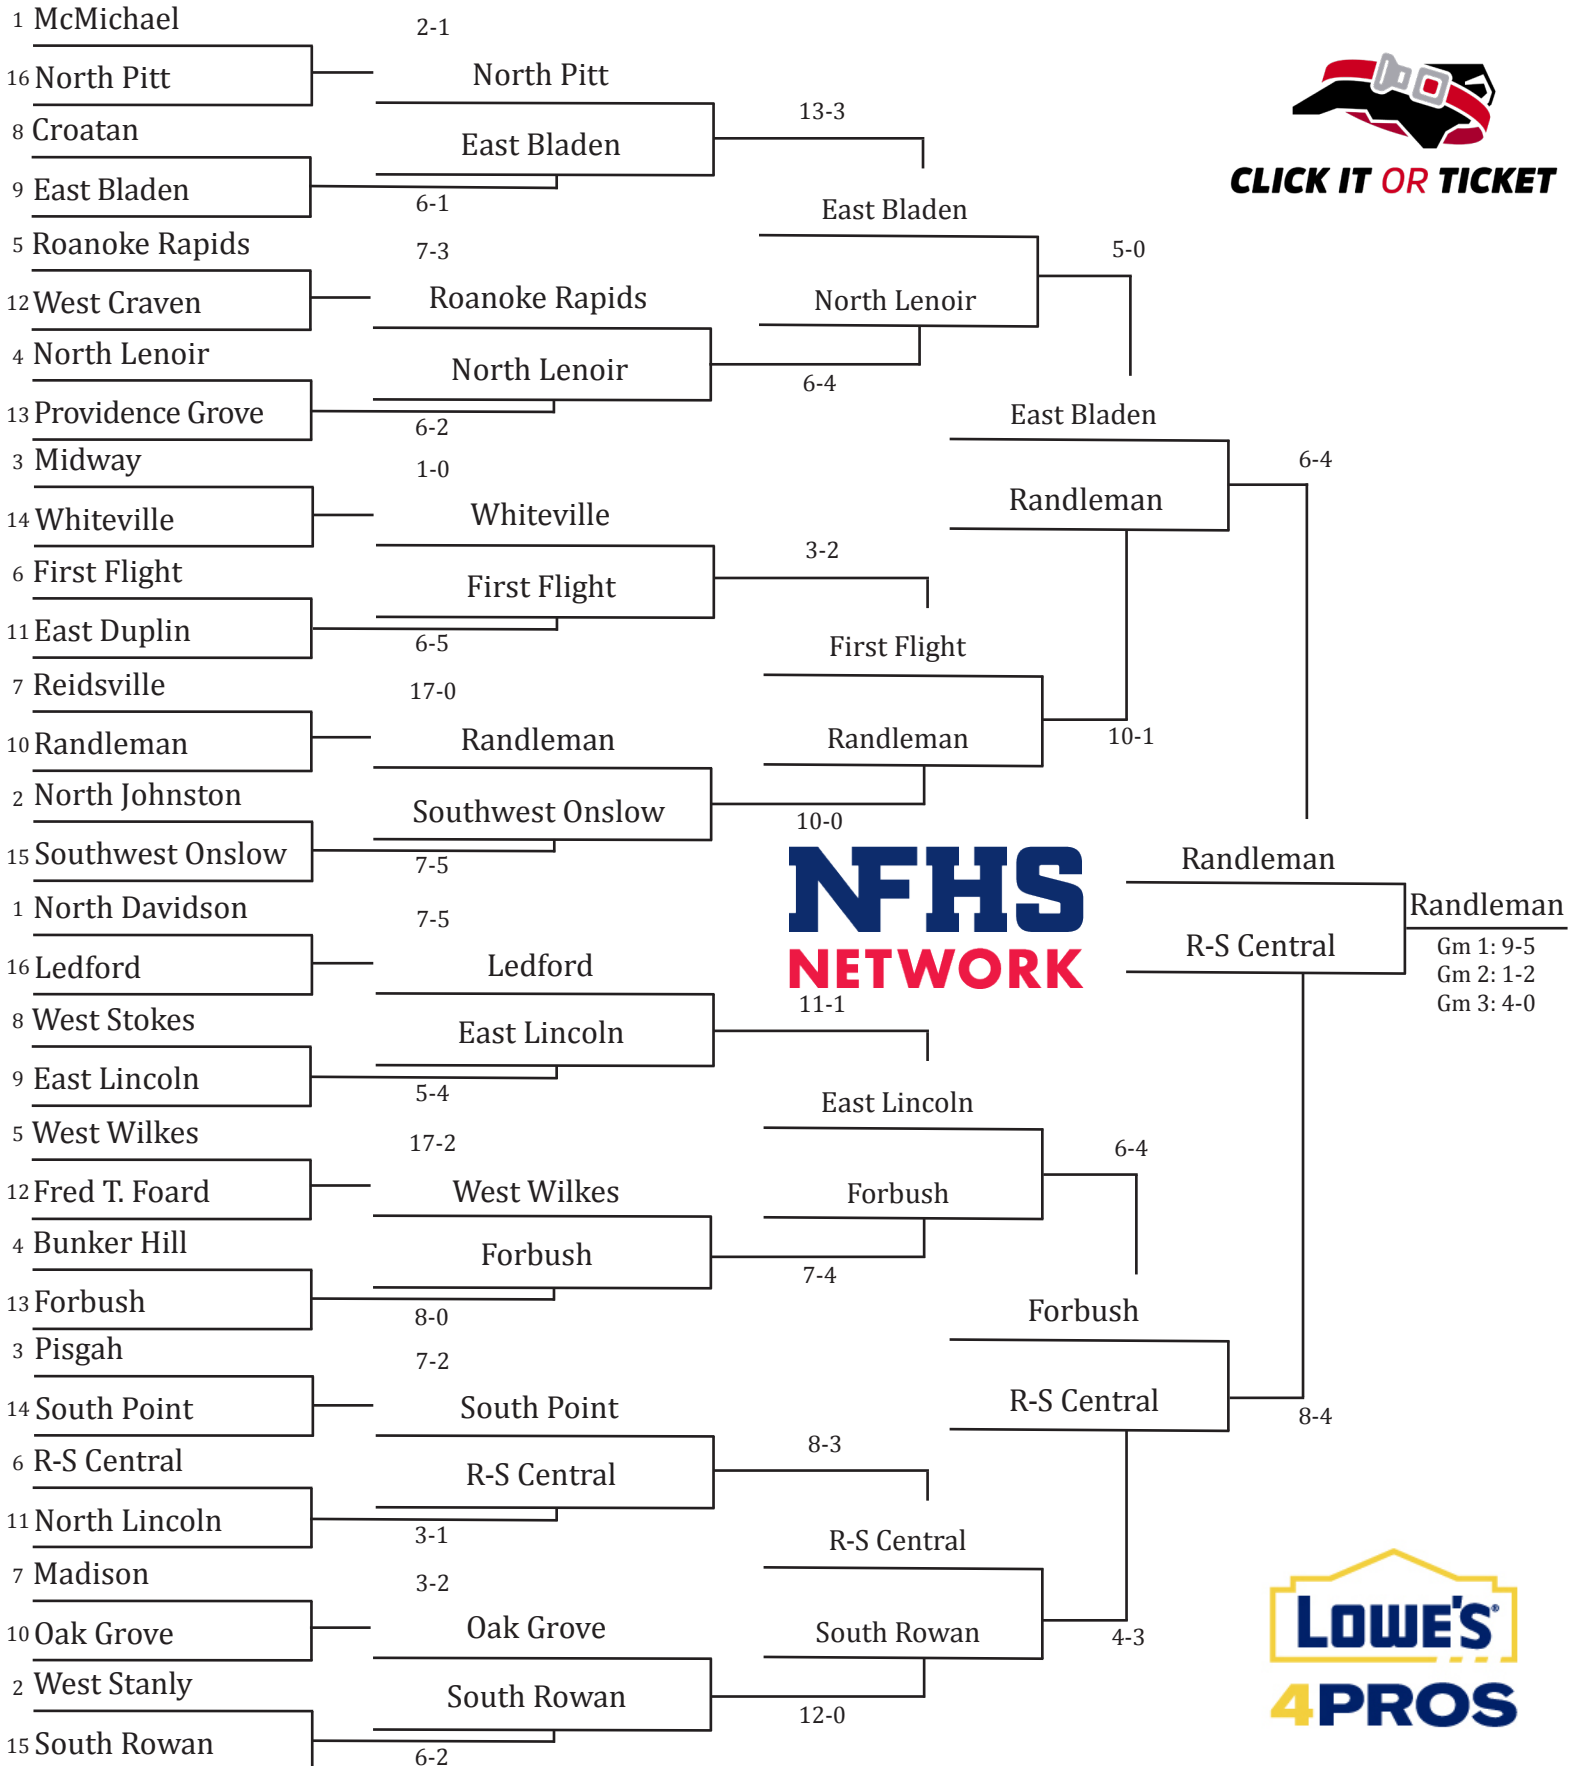 1 McMichael
2-1
16 North Pitt
North Pitt
8 Croatan
13-3
East Bladen
9 East Bladen
6-1
East Bladen
5 Roanoke Rapids
7-3
5-0
12 West Craven
Roanoke Rapids
North Lenoir
4 North Lenoir
North Lenoir
6-4
13 Providence Grove
6-2
East Bladen
3 Midway
1-0
6-4
14 Whiteville
Whiteville
Randleman
6 First Flight
3-2
First Flight
11 East Duplin
6-5
First Flight
7 Reidsville
17-0
10 Randleman
Randleman
Randleman
10-1
2 North Johnston
Southwest Onslow
10-0
15 Southwest Onslow
7-5
Randleman
1 North Davidson
7-5
Randleman
16 Ledford
Ledford
R-S Central
Gm 1: 9-5
Gm 2: 1-2
Gm 3: 4-0
8 West Stokes
11-1
East Lincoln
9 East Lincoln
5-4
East Lincoln
5 West Wilkes
17-2
6-4
12 Fred T. Foard
West Wilkes
Forbush
4 Bunker Hill
Forbush
7-4
13 Forbush
8-0
Forbush
3 Pisgah
7-2
14 South Point
South Point
R-S Central
8-4
6 R-S Central
8-3
R-S Central
11 North Lincoln
3-1
R-S Central
7 Madison
3-2
10 Oak Grove
Oak Grove
South Rowan
4-3
2 West Stanly
South Rowan
12-0
15 South Rowan
6-2
CLICK IT OR TICKET
NFHS
NETWORK
LOWE'S®
4PROS